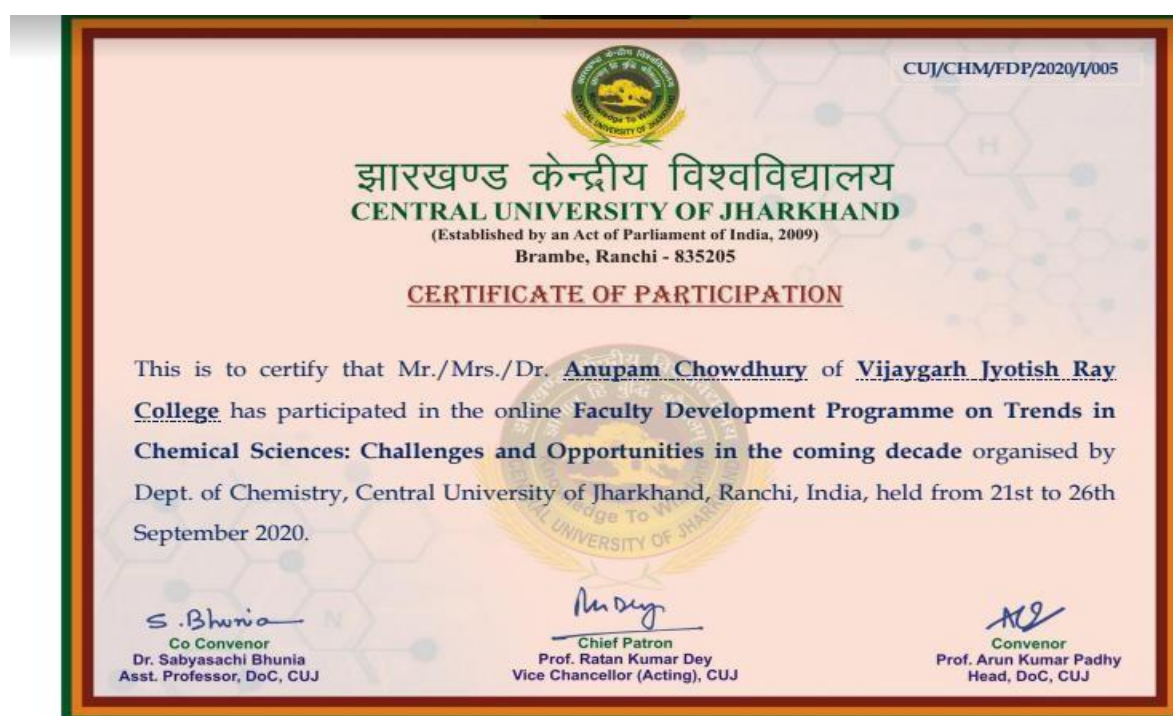 CUJ/CHM/FDP/2020/I/005
झारखण्ड केन्द्रीय विश्वविद्यालय
CENTRAL UNIVERSITY OF JHARKHAND
(Established by an Act of Parliament of India, 2009)
Brambe, Ranchi - 835205
CERTIFICATE OF PARTICIPATION
This is to certify that Mr./Mrs./Dr. Anupam Chowdhury of Vijaygarh Jyotish Ray
College has participated in the online Faculty Development Programme on Trends in
Chemical Sciences: Challenges and Opportunities in the coming decade organised by
Dept. of Chemistry, Central University of Jharkhand, Ranchi, India, held from 21st to 26th
September 2020.
S. Bhunia
Co Convenor
Dr. Sabyasachi Bhunia
Asst. Professor, DoC, CUJ
Chief Patron
Prof. Ratan Kumar Dey
Vice Chancellor (Acting), CUJ
Convenor
Prof. Arun Kumar Padhy
Head, DoC, CUJ